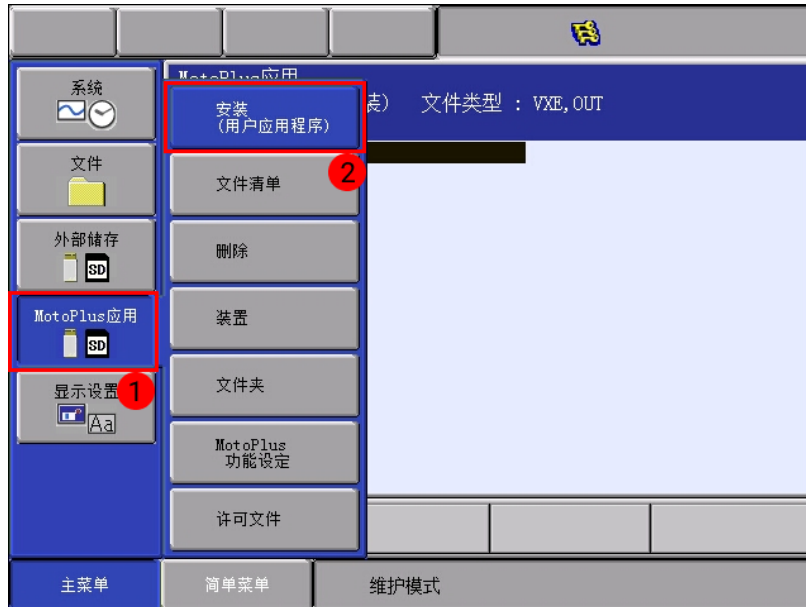 系统
文件
外部储存
SD
MotoPlus应用
SD
1
显示设置
Aa
MotoPlus应用
装) 文件类型 : VXE,OUT
安装
(用户应用程序)
2
文件清单
删除
装置
文件夹
MotoPlus
功能设定
许可文件
主菜单
简单菜单
维护模式